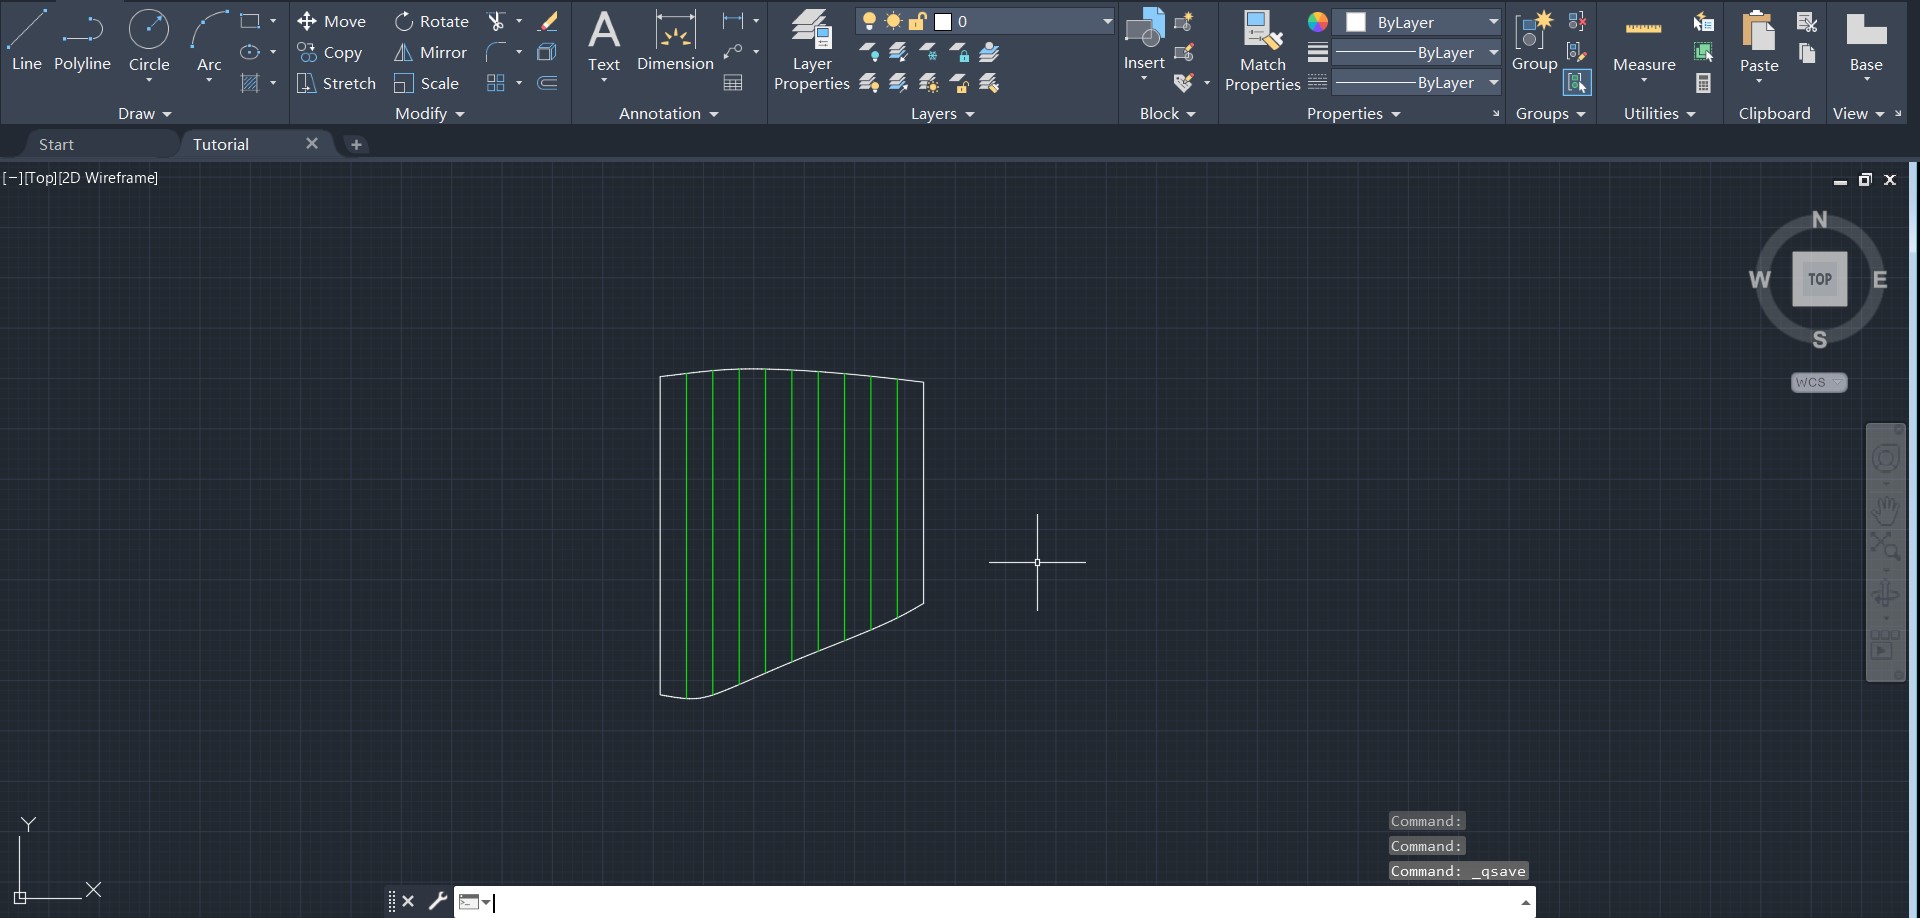 Line Polyline Circle Arc
Draw
Move Rotate
Copy Mirror
Stretch Scale
Modify
A
Text Dimension
Annotation
Layer
Properties
0
Layers
Insert
Block
Match
Properties
ByLayer
ByLayer
ByLayer
Properties
Group
Groups
Measure
Utilities
Paste
Clipboard
Base
View
Start
Tutorial
[−][Top][2D Wireframe]
N
W TOP E
S
WCS
Y
X
Command:
Command:
Command: _qsave